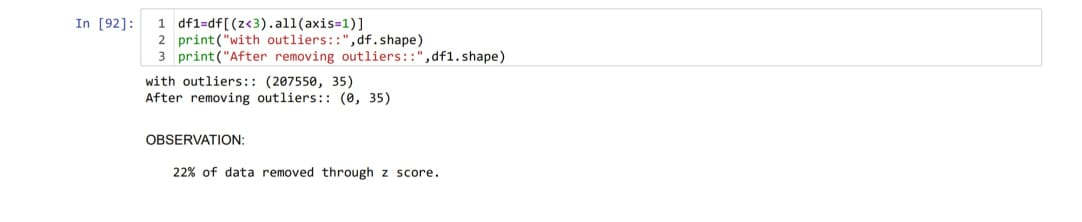 In [92]: 1 df1=df[(z<3).all(axis=1)]
2 print("with outliers::",df.shape)
3 print("After removing outliers::",df1.shape)
with outliers:: (207550, 35)
After removing outliers:: (0, 35)
OBSERVATION:
22% of data removed through z score.